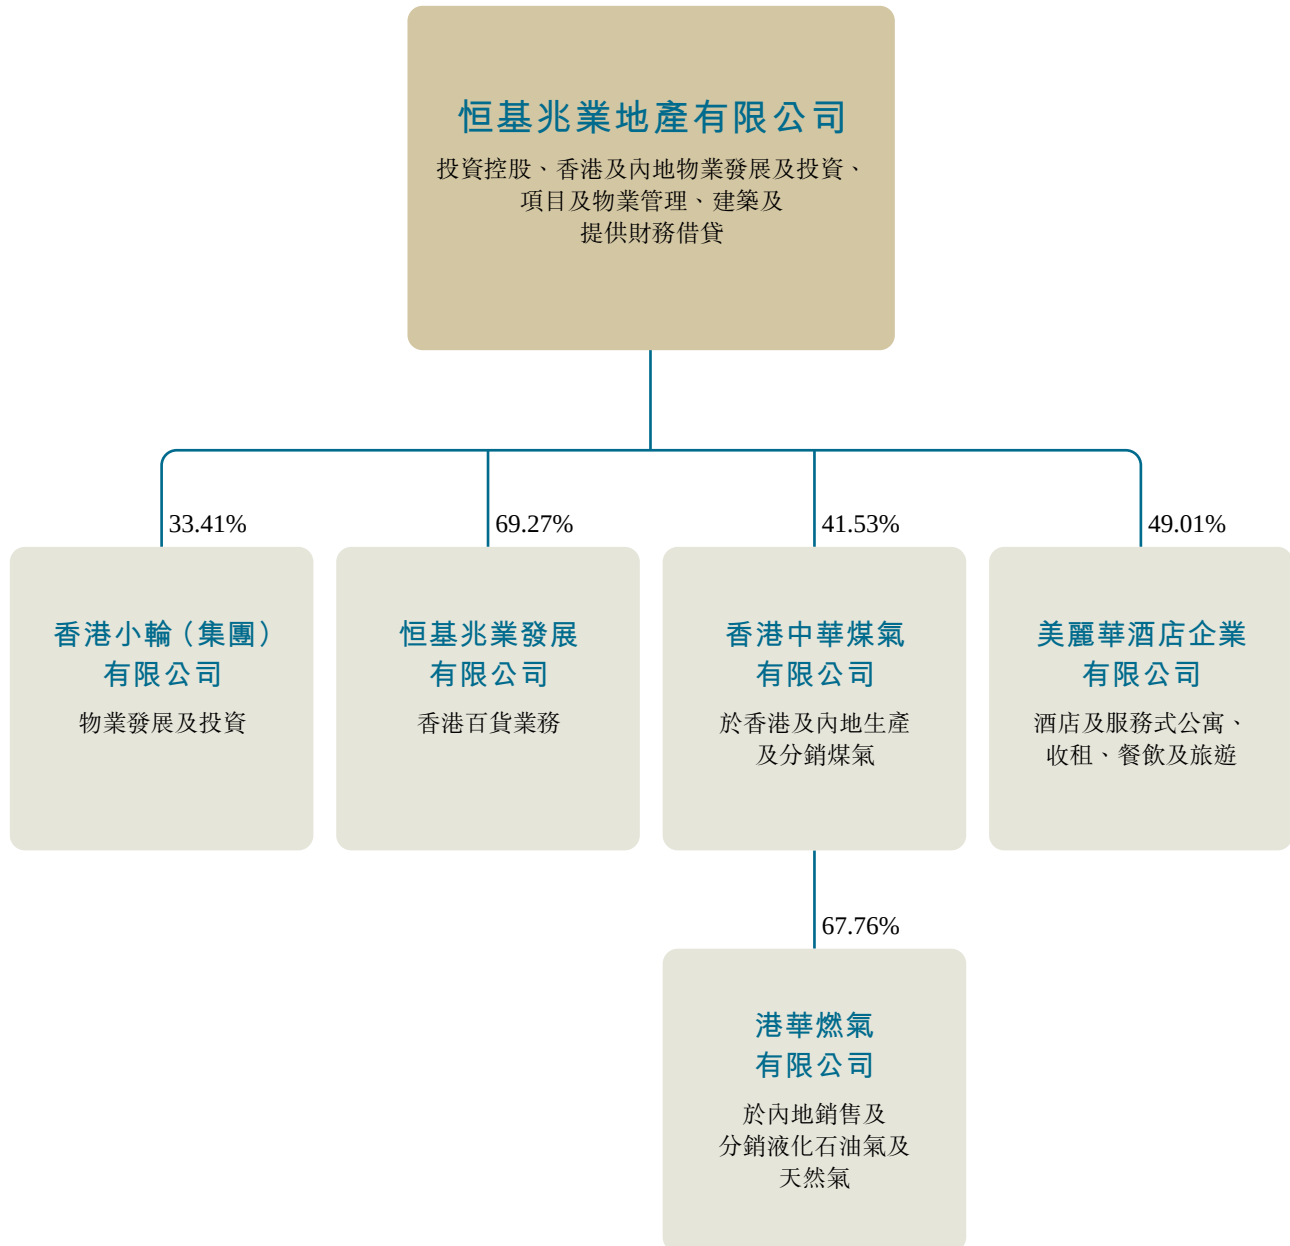 恒基兆業地產有限公司
投資控股、香港及內地物業發展及投資、
項目及物業管理、建築及
提供財務借貸
33.41%
69.27%
41.53%
49.01%
香港小輪（集團）
有限公司
物業發展及投資
恒基兆業發展
有限公司
香港百貨業務
香港中華煤氣
有限公司
於香港及內地生產
及分銷煤氣
美麗華酒店企業
有限公司
酒店及服務式公寓、
收租、餐飲及旅遊
67.76%
港華燃氣
有限公司
於內地銷售及
分銷液化石油氣及
天然氣